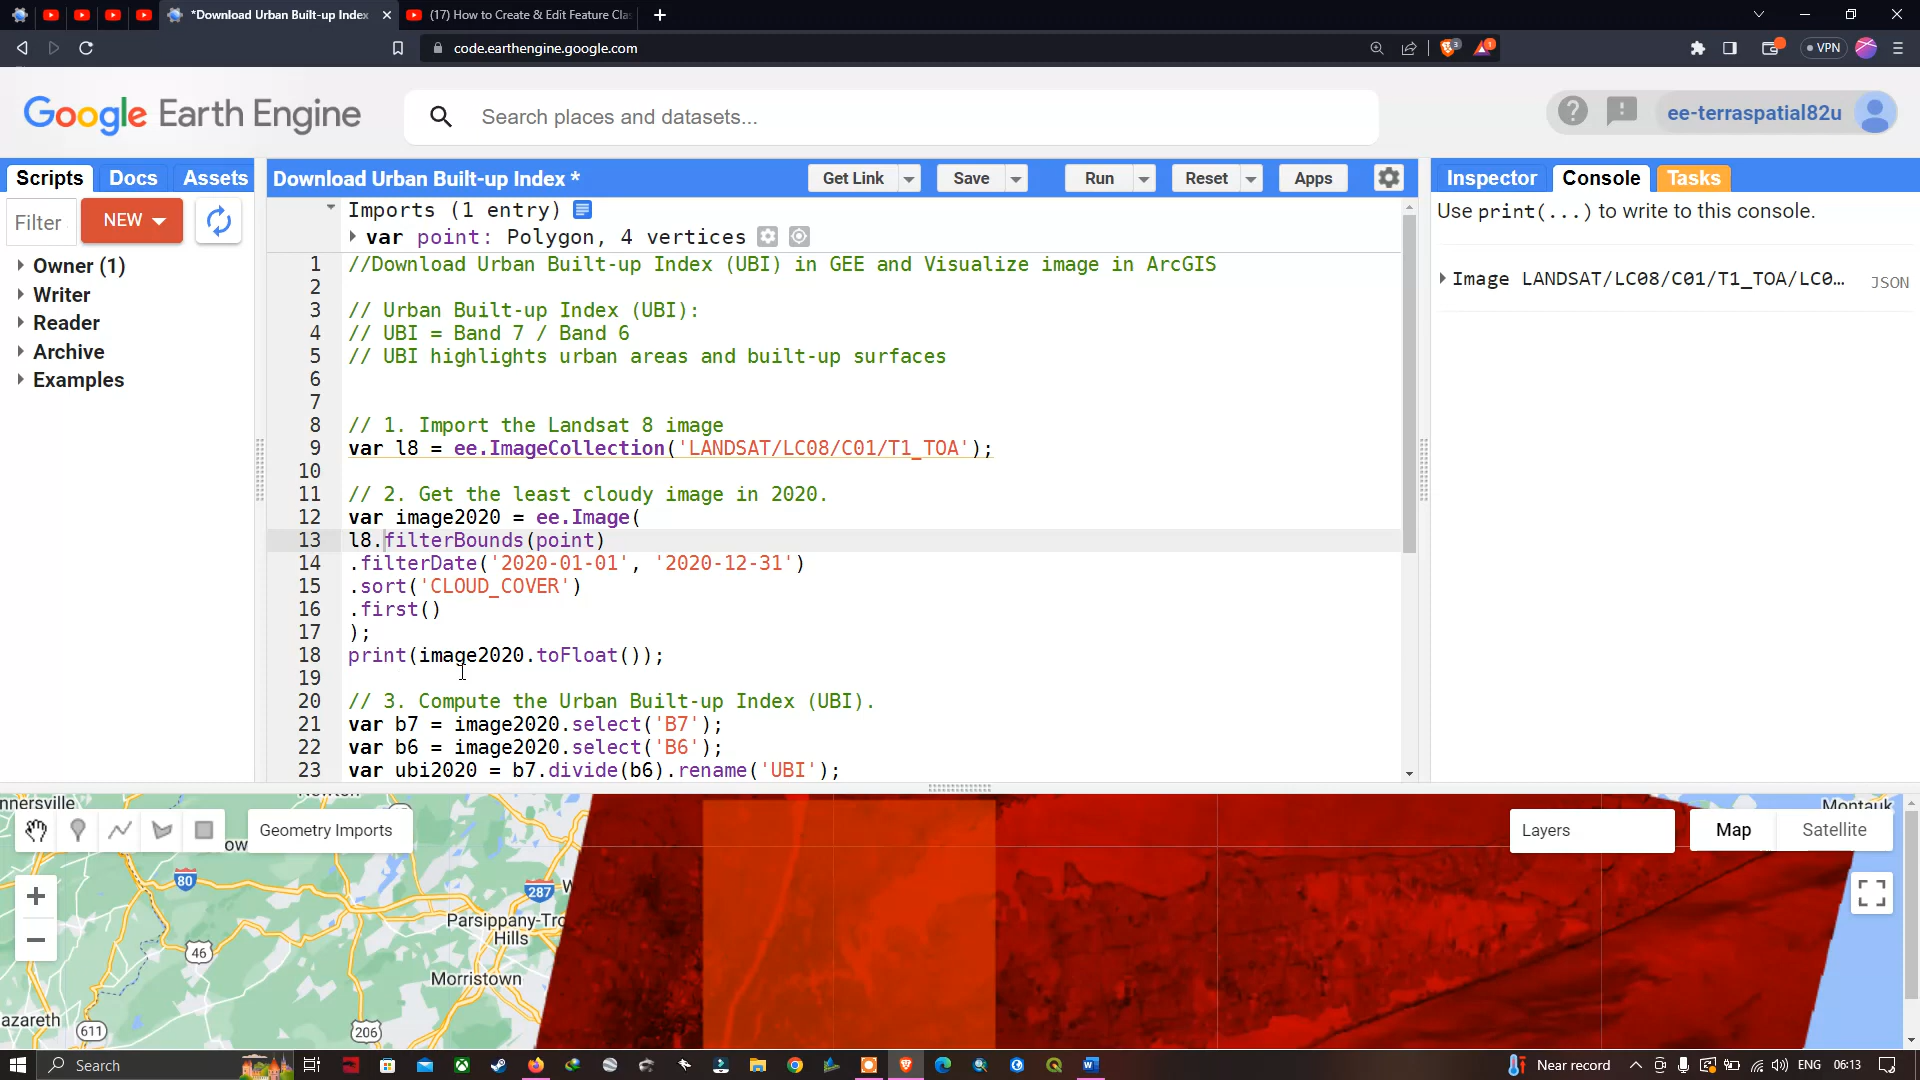 *Download Urban Built-up Index
(17) How to Create & Edit Feature Clas
code.earthengine.google.com
VPN
Google Earth Engine
Search places and datasets...
ee-terraspatial82u
Scripts
Docs
Assets
Filter
NEW
Owner (1)
Writer
Reader
Archive
Examples
Download Urban Built-up Index *
Get Link
Save
Run
Reset
Apps
Imports (1 entry)
var point: Polygon, 4 vertices
1 //Download Urban Built-up Index (UBI) in GEE and Visualize image in ArcGIS
2
3 // Urban Built-up Index (UBI):
4 // UBI = Band 7 / Band 6
5 // UBI highlights urban areas and built-up surfaces
6
7
8 // 1. Import the Landsat 8 image
9 var l8 = ee.ImageCollection('LANDSAT/LC08/C01/T1_TOA');
10
11 // 2. Get the least cloudy image in 2020.
12 var image2020 = ee.Image(
13 l8.filterBounds(point)
14 .filterDate('2020-01-01', '2020-12-31')
15 .sort('CLOUD_COVER')
16 .first()
17 );
18 print(image2020.toFloat());
19
20 // 3. Compute the Urban Built-up Index (UBI).
21 var b7 = image2020.select('B7');
22 var b6 = image2020.select('B6');
23 var ubi2020 = b7.divide(b6).rename('UBI');
Inspector
Console
Tasks
Use print(...) to write to this console.
Image LANDSAT/LC08/C01/T1_TOA/LC0...
JSON
nnersville
Geometry Imports
80
287
Parsippany-Tro
Hills
46
Morristown
azareth
611
206
Layers
Map
Satellite
Montauk
Search
Near record
ENG
06:13